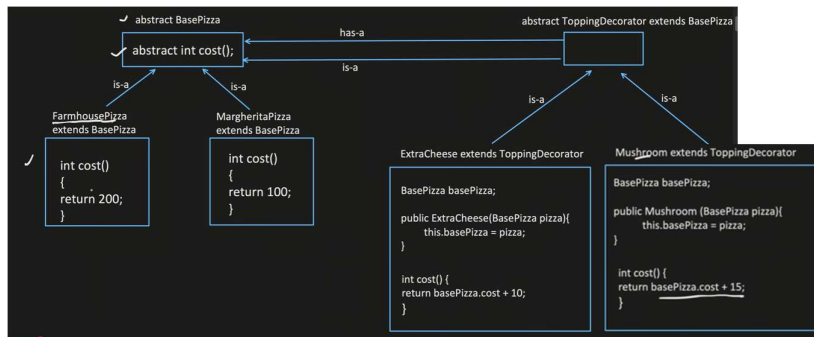 abstract BasePizza
abstract int cost();
has-a
is-a
abstract ToppingDecorator extends BasePizza
is-a
is-a
is-a
is-a
FarmhousePizza
extends BasePizza
int cost()
{
return 200;
}
MargheritaPizza
extends BasePizza
int cost()
{
return 100;
}
ExtraCheese extends ToppingDecorator
BasePizza basePizza;
public ExtraCheese(BasePizza pizza){
this.basePizza = pizza;
}
int cost() {
return basePizza.cost + 10;
}
Mushroom extends ToppingDecorator
BasePizza basePizza;
public Mushroom (BasePizza pizza){
this.basePizza = pizza;
}
int cost() {
return basePizza.cost + 15;
}